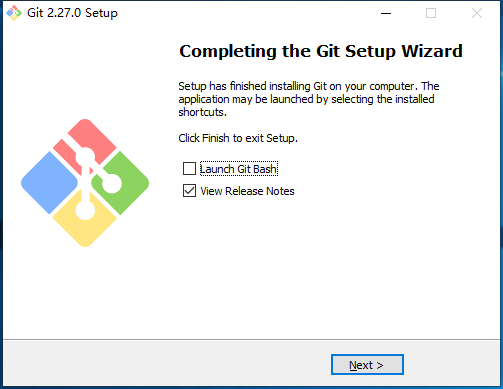 Git 2.27.0 Setup
Completing the Git Setup Wizard
Setup has finished installing Git on your computer. The
application may be launched by selecting the installed
shortcuts.
Click Finish to exit Setup.
Launch Git Bash
View Release Notes
Next >